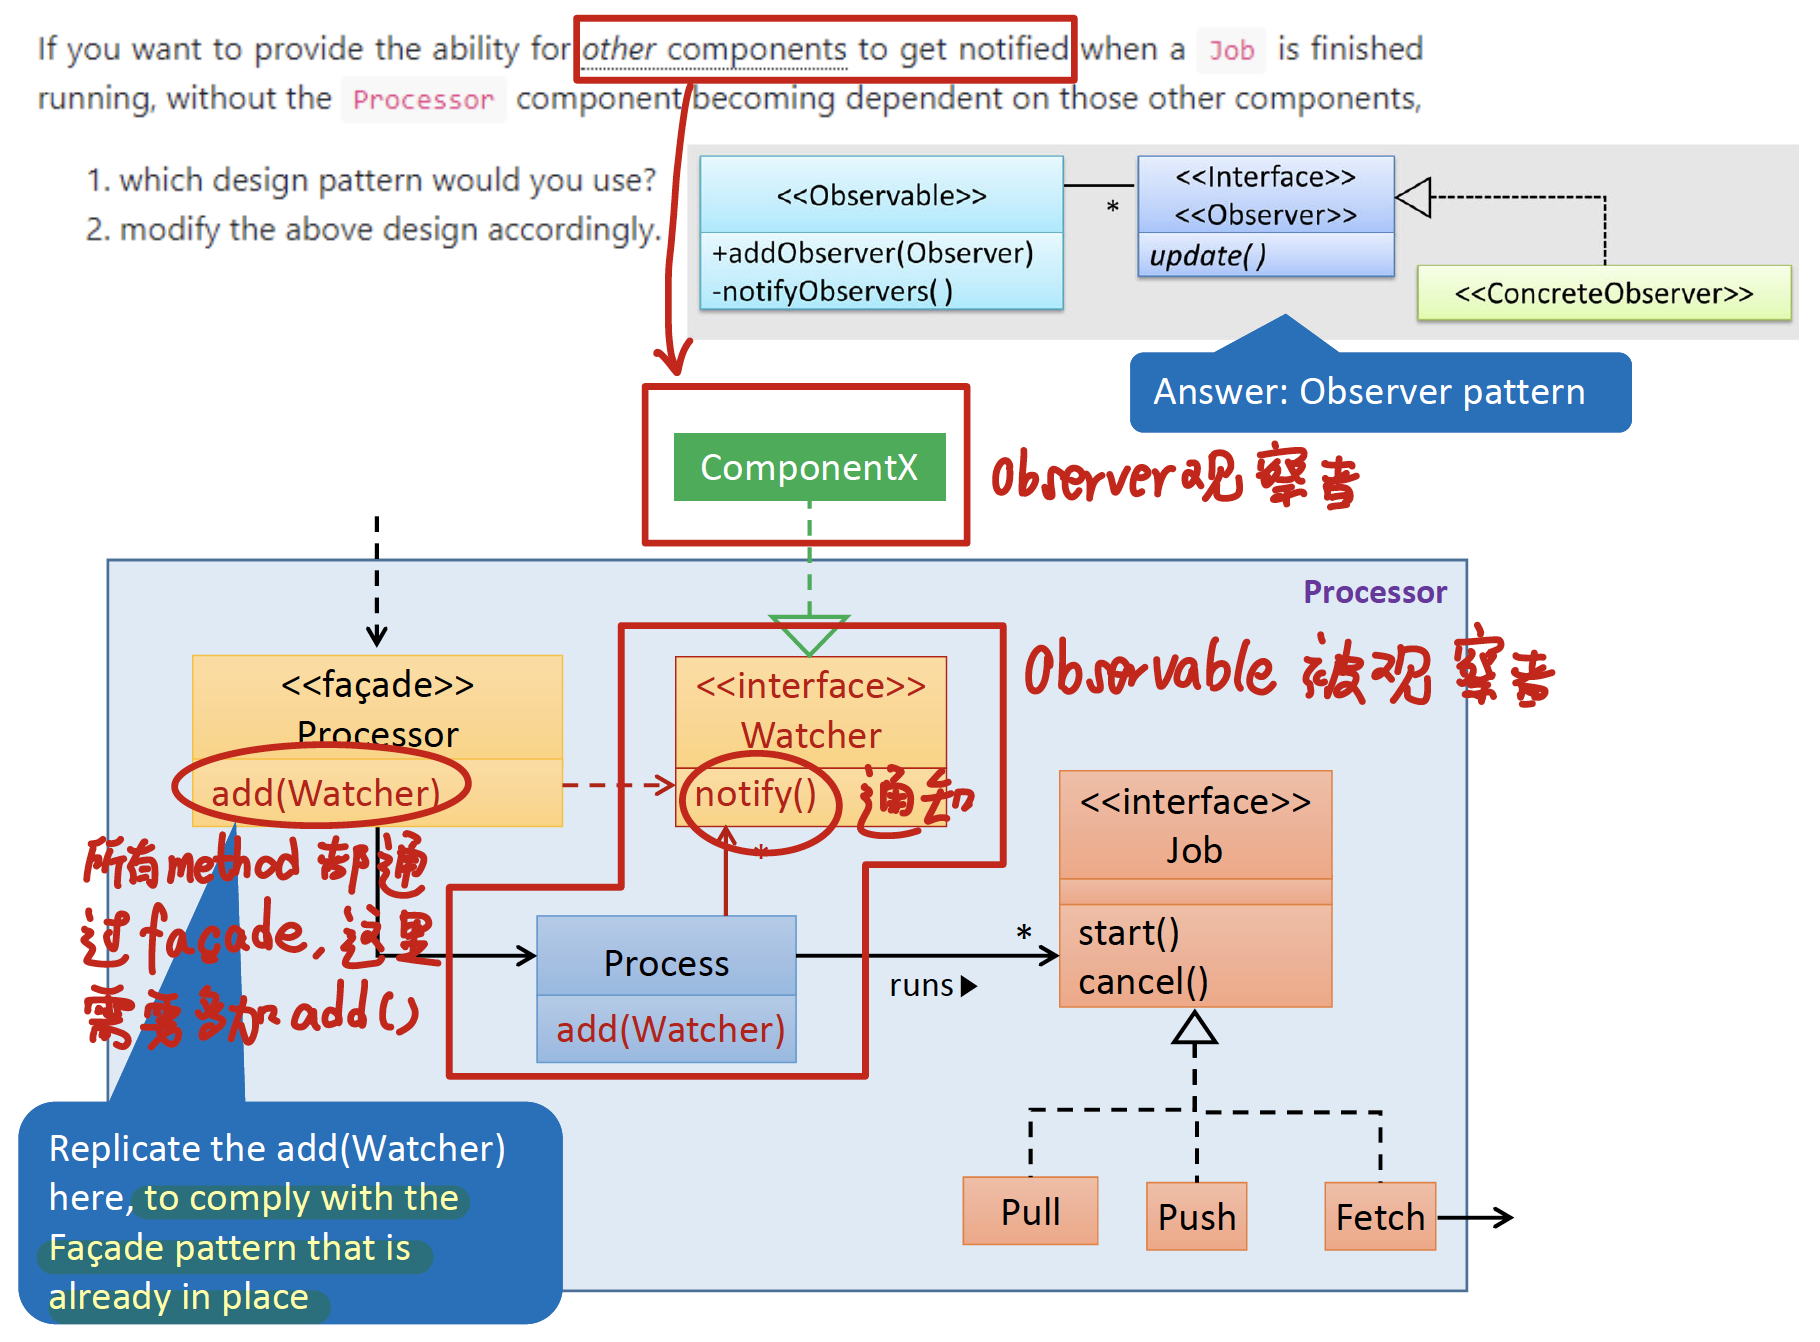 If you want to provide the ability for other components to get notified when a Job is finished
running, without the Processor component becoming dependent on those other components,
1. which design pattern would you use?
2. modify the above design accordingly.
<<Observable>>
+addObserver(Observer)
-notifyObservers()
*
<<Interface>>
<<Observer>>
update()
<<ConcreteObserver>>
Answer: Observer pattern
ComponentX
Observer观察者
Processor
<<façade>>
Processor
add(Watcher)
<<interface>>
Watcher
notify()
通知
*
Observable 被观察者
所有method 都通
过facade,这里
需要多加add()
Process
add(Watcher)
*
runs▶
<<interface>>
Job
start()
cancel()
Pull
Push
Fetch
Replicate the add(Watcher)
here, to comply with the
Façade pattern that is
already in place